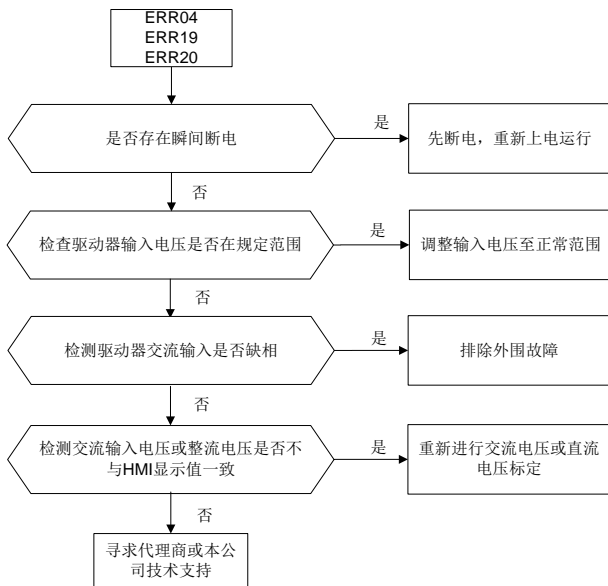 ERR04
ERR19
ERR20
是否存在瞬间断电
是
先断电，重新上电运行
否
检查驱动器输入电压是否在规定范围
是
调整输入电压至正常范围
否
检测驱动器交流输入是否缺相
是
排除外围故障
否
检测交流输入电压或整流电压是否不
与HMI显示值一致
是
重新进行交流电压或直流
电压标定
否
寻求代理商或本公
司技术支持